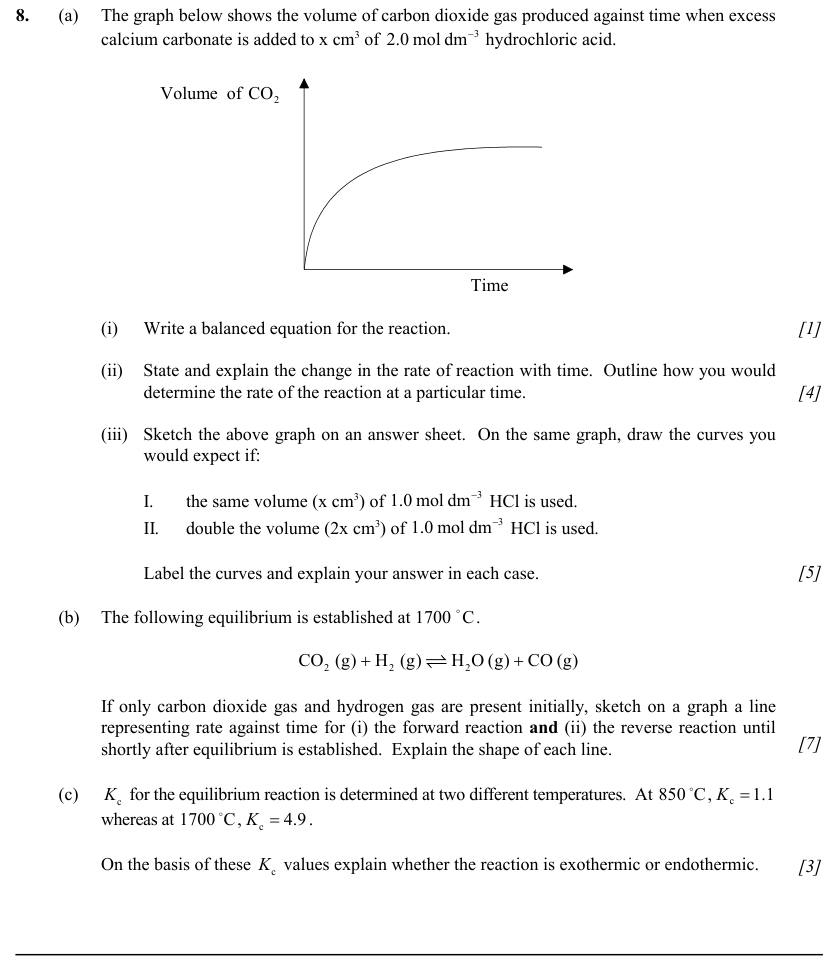 8. (a) The graph below shows the volume of carbon dioxide gas produced against time when excess
calcium carbonate is added to x cm³ of 2.0 mol dm⁻³ hydrochloric acid.
Volume of CO₂
Time
(i) Write a balanced equation for the reaction. [1]
(ii) State and explain the change in the rate of reaction with time. Outline how you would
determine the rate of the reaction at a particular time. [4]
(iii) Sketch the above graph on an answer sheet. On the same graph, draw the curves you
would expect if:
I. the same volume (x cm³) of 1.0 mol dm⁻³ HCl is used.
II. double the volume (2x cm³) of 1.0 mol dm⁻³ HCl is used.
Label the curves and explain your answer in each case. [5]
(b) The following equilibrium is established at 1700 °C.
CO₂ (g) + H₂ (g) ⇌ H₂O (g) + CO (g)
If only carbon dioxide gas and hydrogen gas are present initially, sketch on a graph a line
representing rate against time for (i) the forward reaction and (ii) the reverse reaction until
shortly after equilibrium is established. Explain the shape of each line. [7]
(c) K꜀ for the equilibrium reaction is determined at two different temperatures. At 850 °C, K꜀ = 1.1
whereas at 1700 °C, K꜀ = 4.9.
On the basis of these K꜀ values explain whether the reaction is exothermic or endothermic. [3]